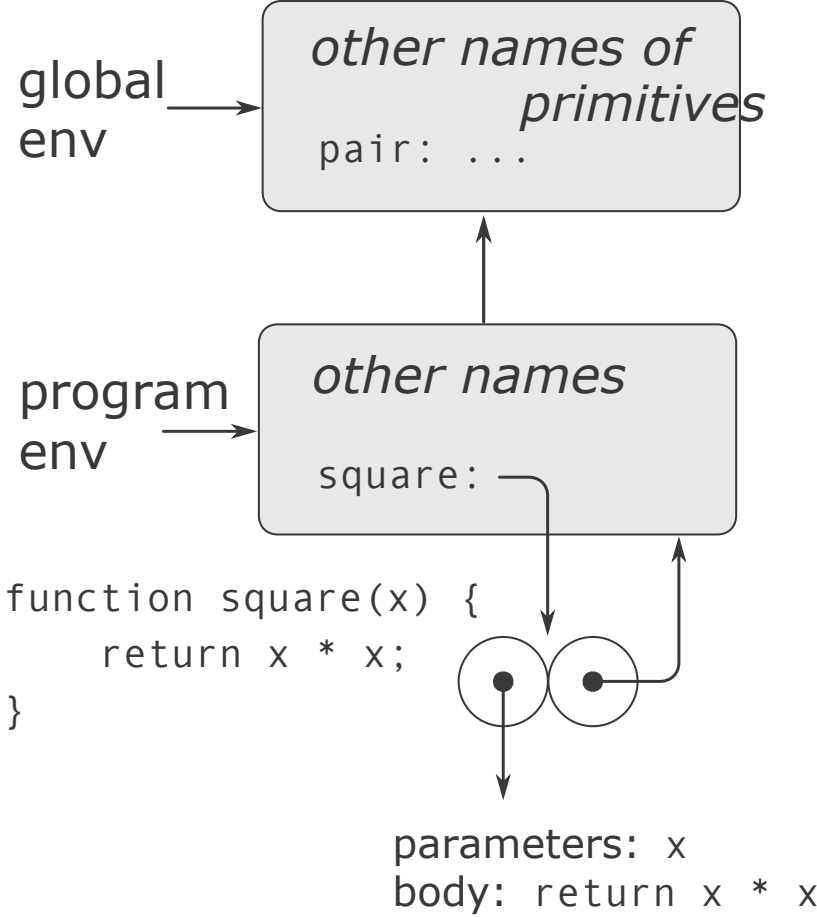 other names of
primitives
global
env
pair: ...
other names
program
env
square:
function square(x) {
    return x * x;
}
parameters: x
body: return x * x